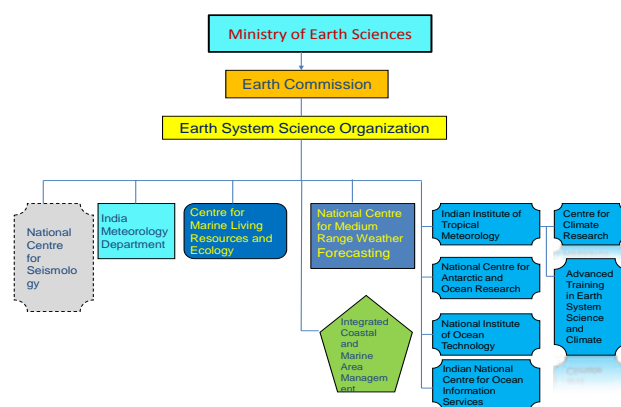 Ministry of Earth Sciences
Earth Commission
Earth System Science Organization
National
Centre
for
Seismolo
gy
India
Meteorology
Department
Centre for
Marine Living
Resources and
Ecology
National Centre
for Medium
Range Weather
Forecasting
Indian Institute of
Tropical
Meteorology
Centre for
Climate
Research
National Centre for
Antarctic and
Ocean Research
Advanced
Training
in Earth
System
Science
and
Climate
Integrated
Coastal
and
Marine
Area
Managem
ent
National Institute
of Ocean
Technology
Indian National
Centre for Ocean
Information
Services